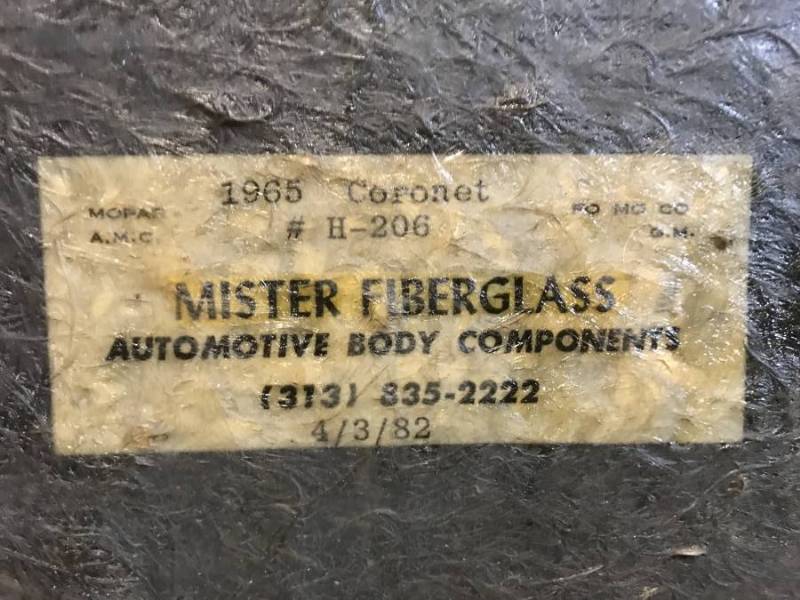 1965 Coronet
MOPAR # H-206 FO MO CO
A.M.C. G.M.
MISTER FIBERGLASS
AUTOMOTIVE BODY COMPONENTS
(313) 835-2222
4/3/82